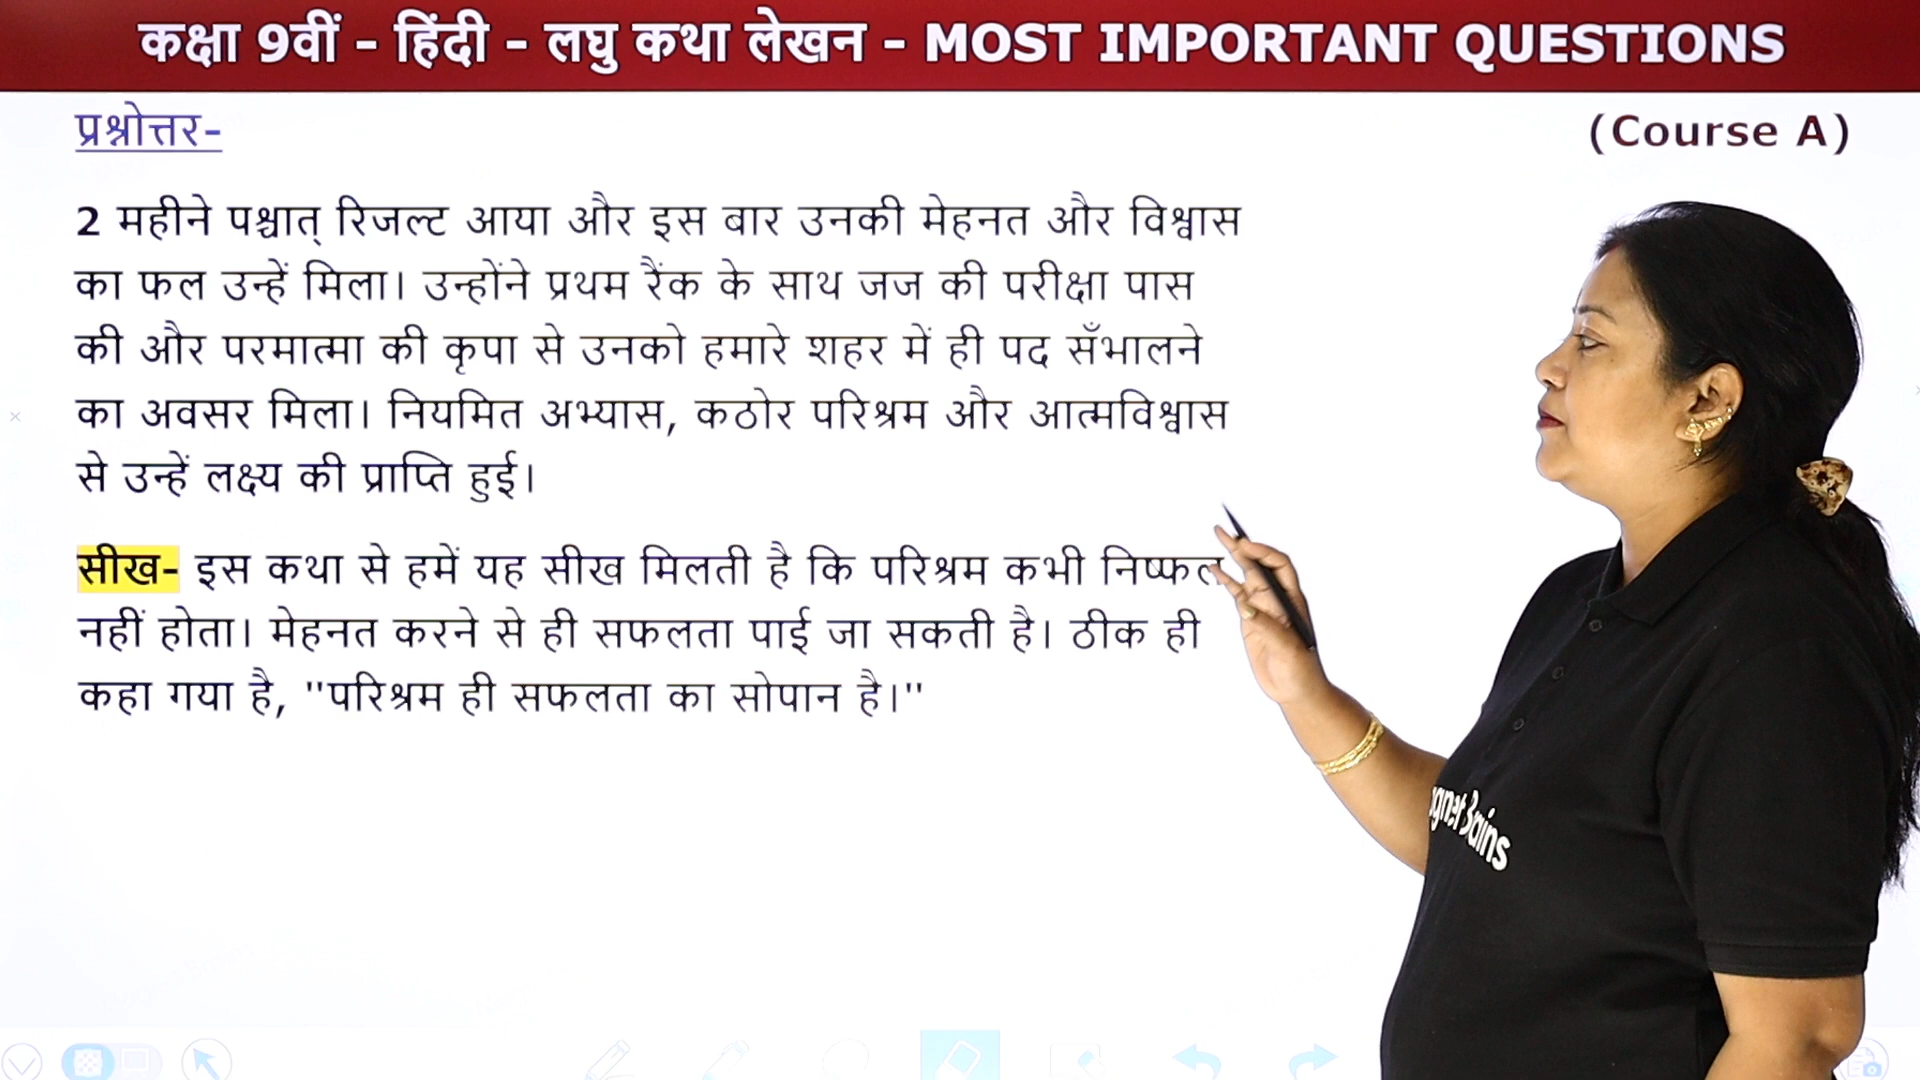 कक्षा 9वीं - हिंदी - लघु कथा लेखन - MOST IMPORTANT QUESTIONS
प्रश्नोत्तर-
(Course A)
2 महीने पश्चात् रिजल्ट आया और इस बार उनकी मेहनत और विश्वास
का फल उन्हें मिला। उन्होंने प्रथम रैंक के साथ जज की परीक्षा पास
की और परमात्मा की कृपा से उनको हमारे शहर में ही पद सँभालने
का अवसर मिला। नियमित अभ्यास, कठोर परिश्रम और आत्मविश्वास
से उन्हें लक्ष्य की प्राप्ति हुई।
सीख- इस कथा से हमें यह सीख मिलती है कि परिश्रम कभी निष्फल
नहीं होता। मेहनत करने से ही सफलता पाई जा सकती है। ठीक ही
कहा गया है, "परिश्रम ही सफलता का सोपान है।"
gnet Brains